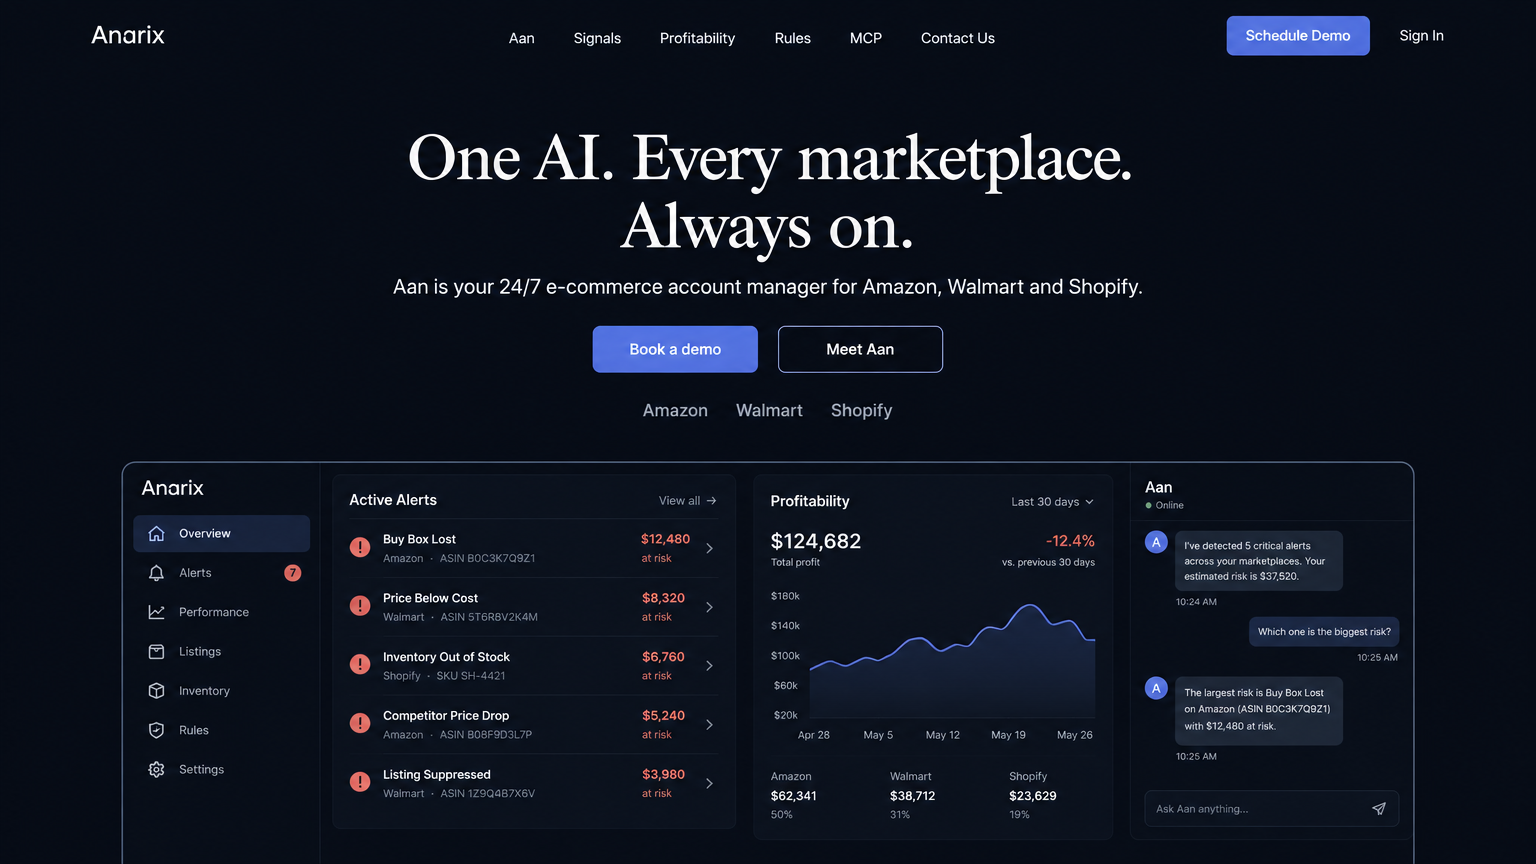 Anarix
Aan Signals Profitability Rules MCP Contact Us
Schedule Demo
Sign In
One AI. Every marketplace.
Always on.
Aan is your 24/7 e-commerce account manager for Amazon, Walmart and Shopify.
Book a demo
Meet Aan
Amazon Walmart Shopify
Anarix
Overview
Alerts 7
Performance
Listings
Inventory
Rules
Settings
Active Alerts View all →
Buy Box Lost $12,480
Amazon · ASIN B0C3K7Q9Z1 at risk
Price Below Cost $8,320
Walmart · ASIN 5T6R8V2K4M at risk
Inventory Out of Stock $6,760
Shopify · SKU SH-4421 at risk
Competitor Price Drop $5,240
Amazon · ASIN B08F9D3L7P at risk
Listing Suppressed $3,980
Walmart · ASIN 1Z9Q4B7X6V at risk
Profitability Last 30 days
$124,682 -12.4%
Total profit vs. previous 30 days
$180k
$140k
$100k
$60k
$20k
Apr 28 May 5 May 12 May 19 May 26
Amazon Walmart Shopify
$62,341 $38,712 $23,629
50% 31% 19%
Aan
Online
A
I've detected 5 critical alerts
across your marketplaces. Your
estimated risk is $37,520.
10:24 AM
Which one is the biggest risk?
10:25 AM
A
The largest risk is Buy Box Lost
on Amazon (ASIN B0C3K7Q9Z1)
with $12,480 at risk.
10:25 AM
Ask Aan anything...